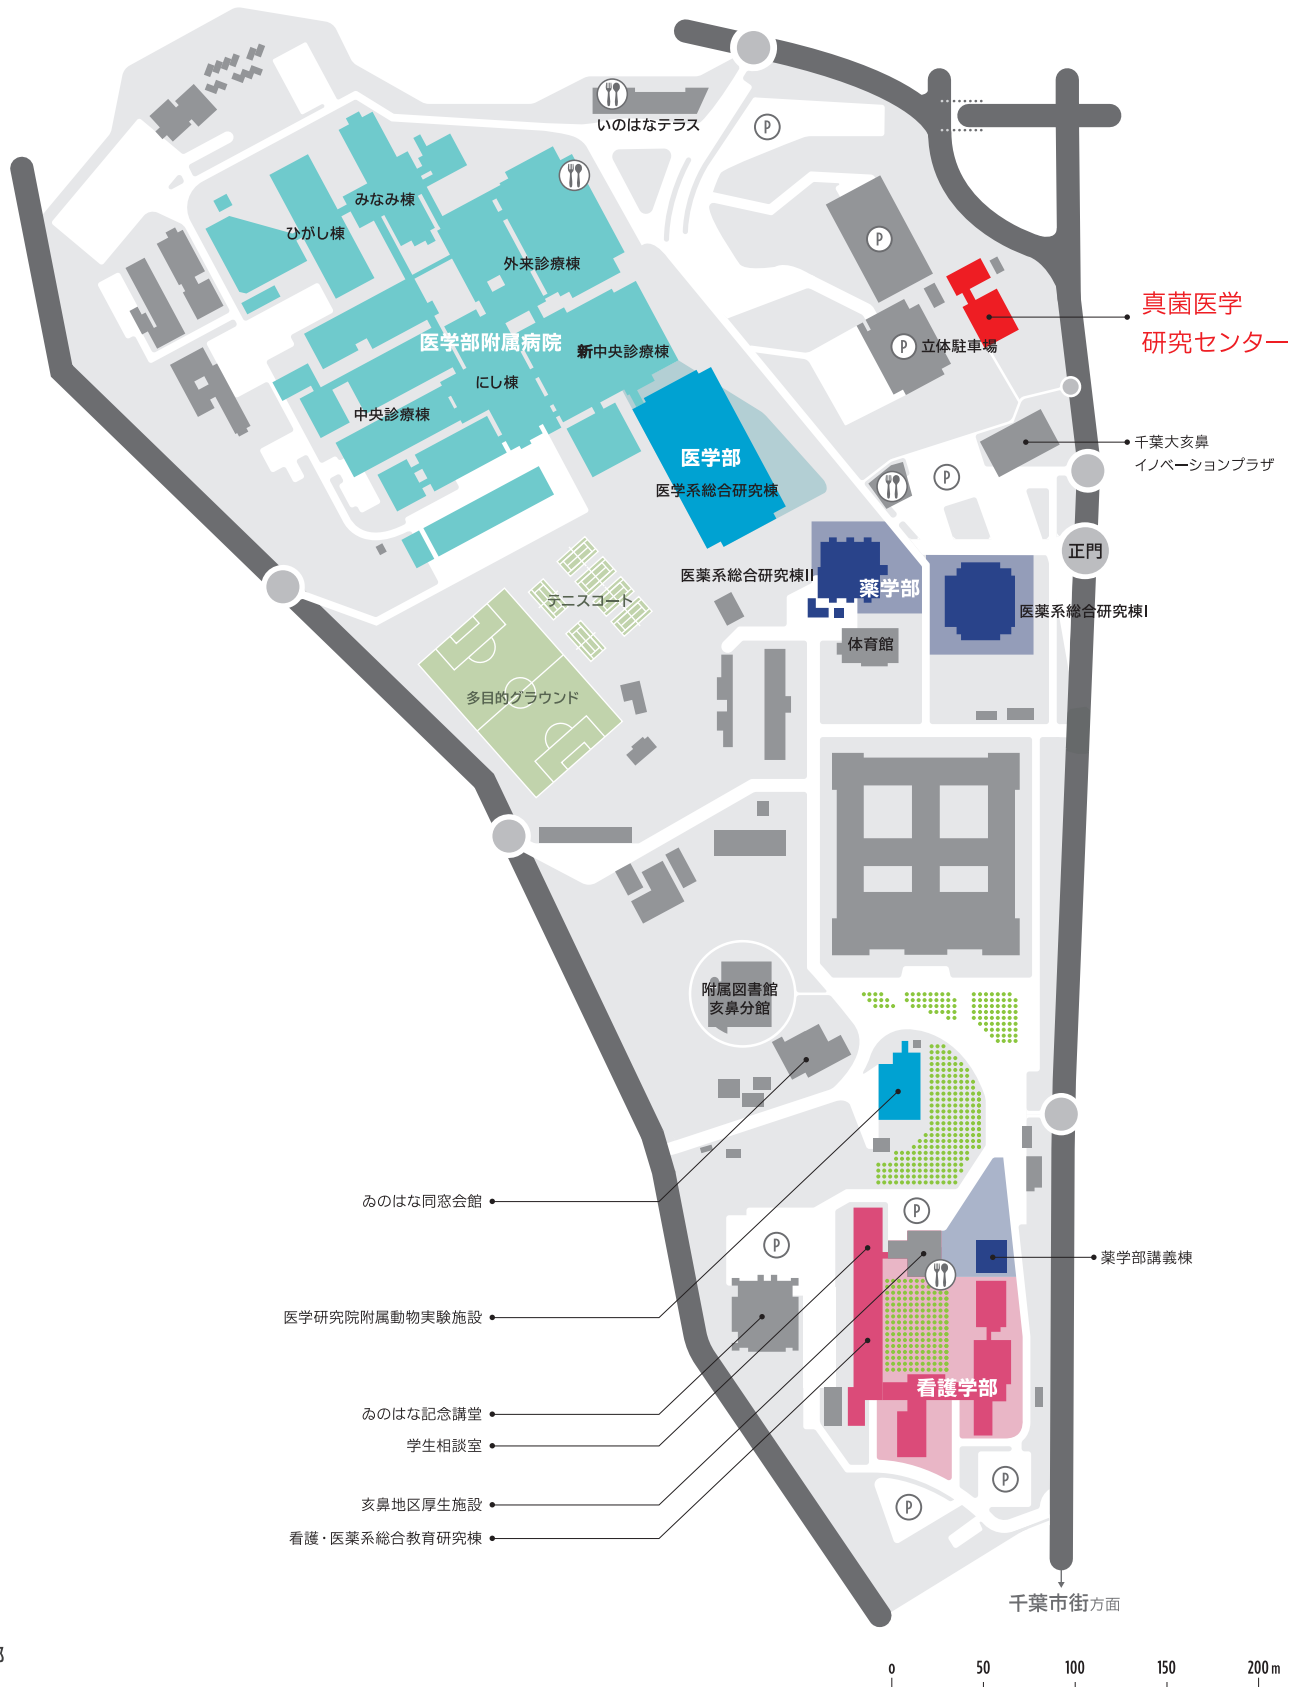 いのはなテラス
P
みなみ棟
ひがし棟
P
外来診療棟
真菌医学
研究センター
医学部附属病院
新中央診療棟
P
立体駐車場
にし棟
中央診療棟
千葉大亥鼻
イノベーションプラザ
医学部
医学系総合研究棟
P
正門
医薬系総合研究棟II
薬学部
テニスコート
医薬系総合研究棟I
体育館
多目的グラウンド
附属図書館
亥鼻分館
ゐのはな同窓会館
P
P
薬学部講義棟
医学研究院附属動物実験施設
看護学部
ゐのはな記念講堂
学生相談室
P
亥鼻地区厚生施設
P
看護・医薬系総合教育研究棟
千葉市街方面
0 50 100 150 200 m